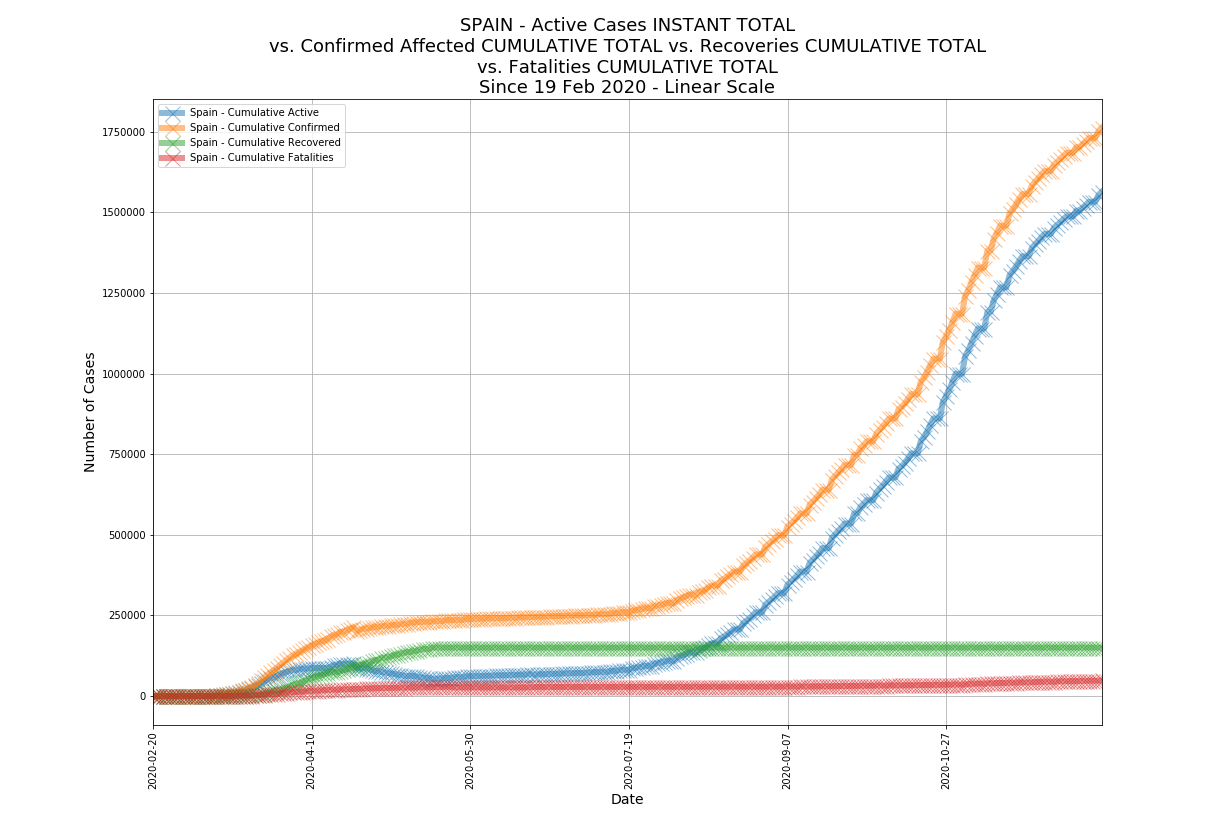 SPAIN - Active Cases INSTANT TOTAL
vs. Confirmed Affected CUMULATIVE TOTAL vs. Recoveries CUMULATIVE TOTAL
vs. Fatalities CUMULATIVE TOTAL
Since 19 Feb 2020 - Linear Scale
Spain - Cumulative Active
Spain - Cumulative Confirmed
Spain - Cumulative Recovered
Spain - Cumulative Fatalities
1750000
1500000
1250000
1000000
750000
500000
250000
0
Number of Cases
2020-02-20
2020-04-10
2020-05-30
2020-07-19
2020-09-07
2020-10-27
Date